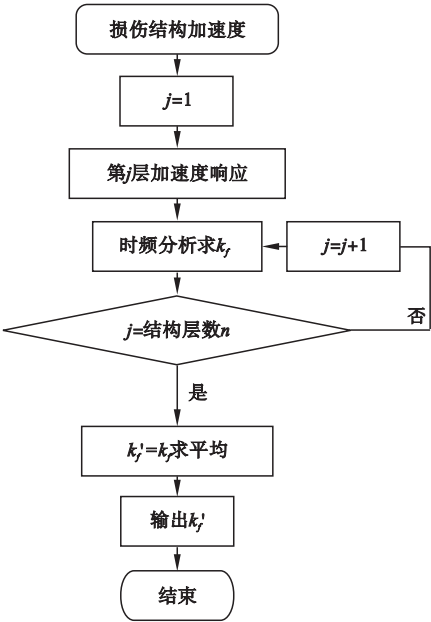 损伤结构加速度
j=1
第j层加速度响应
时频分析求kf
j=j+1
j=结构层数n
否
是
kf'=kf求平均
输出kf'
结束